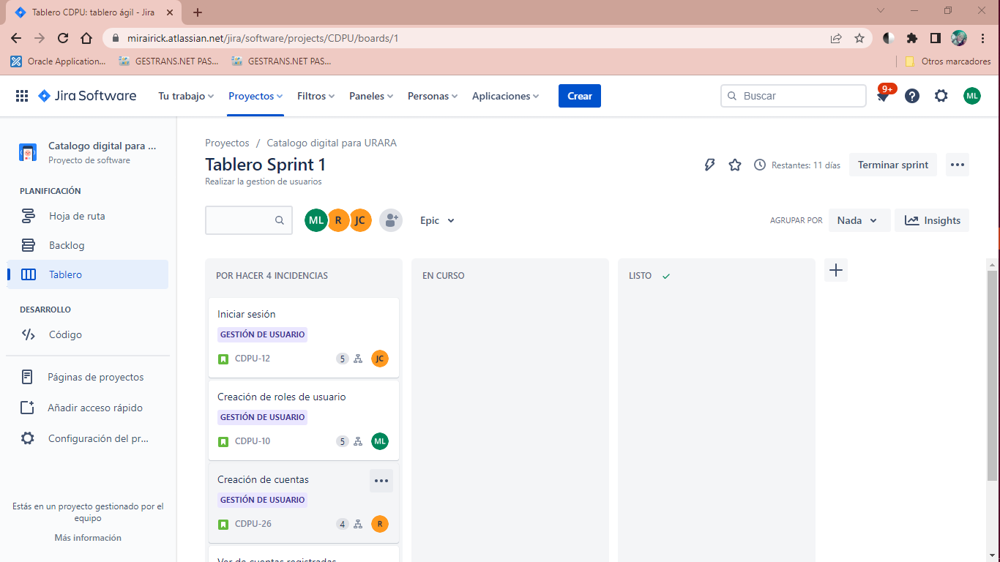 Tablero CDPU: tablero ágil - Jira
mirairick.atlassian.net/jira/software/projects/CDPU/boards/1
Oracle Application...
GESTRANS.NET PAS...
GESTRANS.NET PAS...
Otros marcadores
Jira Software
Tu trabajo
Proyectos
Filtros
Paneles
Personas
Aplicaciones
Crear
Buscar
9+
ML
Catalogo digital para ...
Proyecto de software
PLANIFICACIÓN
Hoja de ruta
Backlog
Tablero
DESARROLLO
Código
Páginas de proyectos
Añadir acceso rápido
Configuración del pr...
Estás en un proyecto gestionado por el
equipo
Más información
Proyectos / Catalogo digital para URARA
Tablero Sprint 1
Realizar la gestion de usuarios
Restantes: 11 días
Terminar sprint
ML
R
JC
Epic
AGRUPAR POR
Nada
Insights
POR HACER 4 INCIDENCIAS
Iniciar sesión
GESTIÓN DE USUARIO
CDPU-12
5
JC
Creación de roles de usuario
GESTIÓN DE USUARIO
CDPU-10
5
ML
Creación de cuentas
GESTIÓN DE USUARIO
CDPU-26
4
R
Ver de cuentas registradas
EN CURSO
LISTO